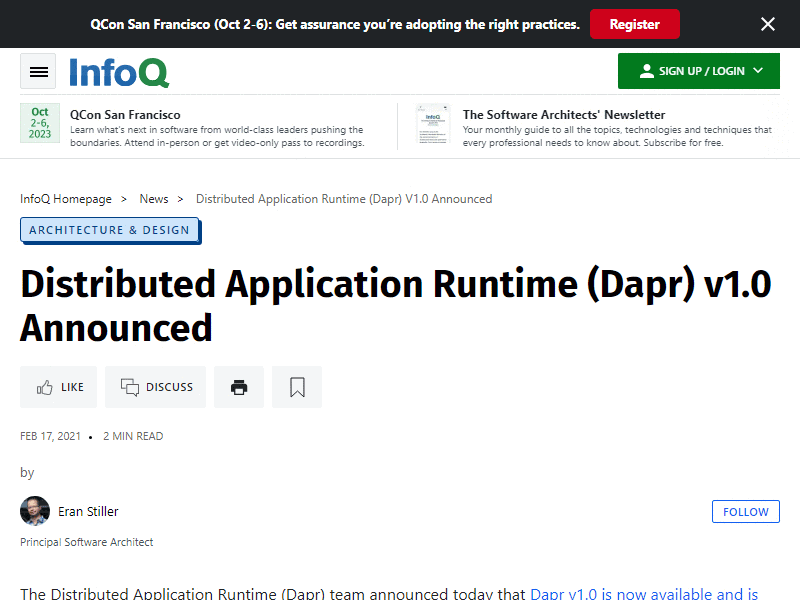 QCon San Francisco (Oct 2-6): Get assurance you're adopting the right practices.
Register
InfoQ
SIGN UP / LOGIN
Oct
2-6,
2023
QCon San Francisco
Learn what's next in software from world-class leaders pushing the
boundaries. Attend in-person or get video-only pass to recordings.
InfoQ
The Software Architects' Newsletter
Your monthly guide to all the topics, technologies and techniques that
every professional needs to know about. Subscribe for free.
InfoQ Homepage > News > Distributed Application Runtime (Dapr) V1.0 Announced
ARCHITECTURE & DESIGN
Distributed Application Runtime (Dapr) v1.0
Announced
LIKE
DISCUSS
FEB 17, 2021 • 2 MIN READ
by
Eran Stiller
FOLLOW
Principal Software Architect
The Distributed Application Runtime (Dapr) team announced today that Dapr v1.0 is now available and is